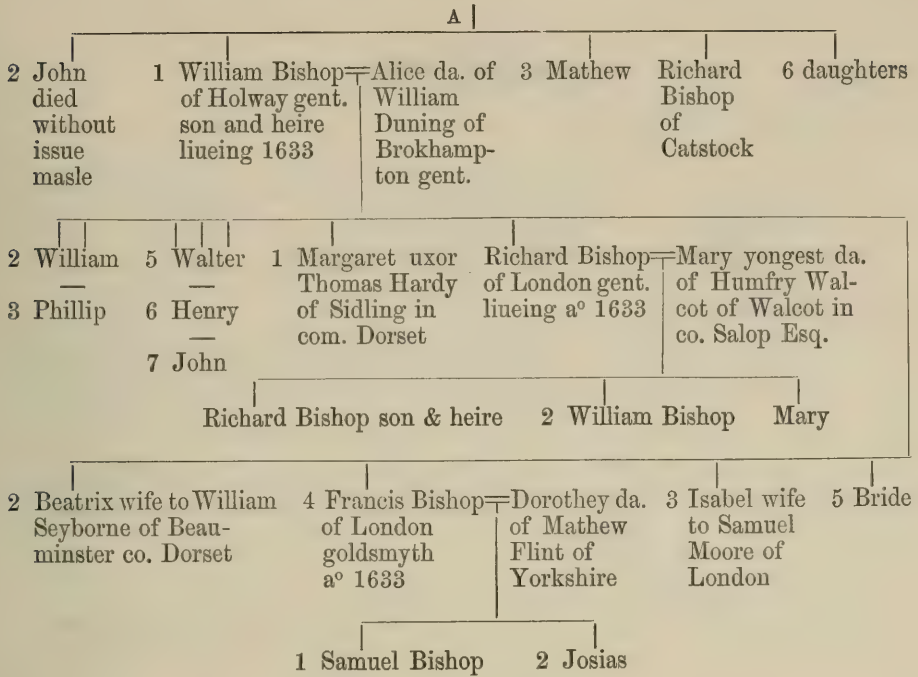 A
2 John
died
without
issue
masle
1 William Bishop
of Holway gent.
son and heire
liueing 1633
Alice da. of
William
Duning of
Brokhamp-
ton gent.
3 Mathew
Richard
Bishop
of
Catstock
6 daughters
2 William
3 Phillip
5 Walter
6 Henry
7 John
1 Margaret uxor
Thomas Hardy
of Sidling in
com. Dorset
Richard Bishop
of London gent.
liueing aº 1633
Mary yongest da.
of Humfry Wal-
cot of Walcot in
co. Salop Esq.
Richard Bishop son & heire
2 William Bishop
Mary
2 Beatrix wife to William
Seyborne of Beau-
minster co. Dorset
4 Francis Bishop
of London
goldsmyth
aº 1633
Dorothey da.
of Mathew
Flint of
Yorkshire
3 Isabel wife
to Samuel
Moore of
London
5 Bride
1 Samuel Bishop
2 Josias